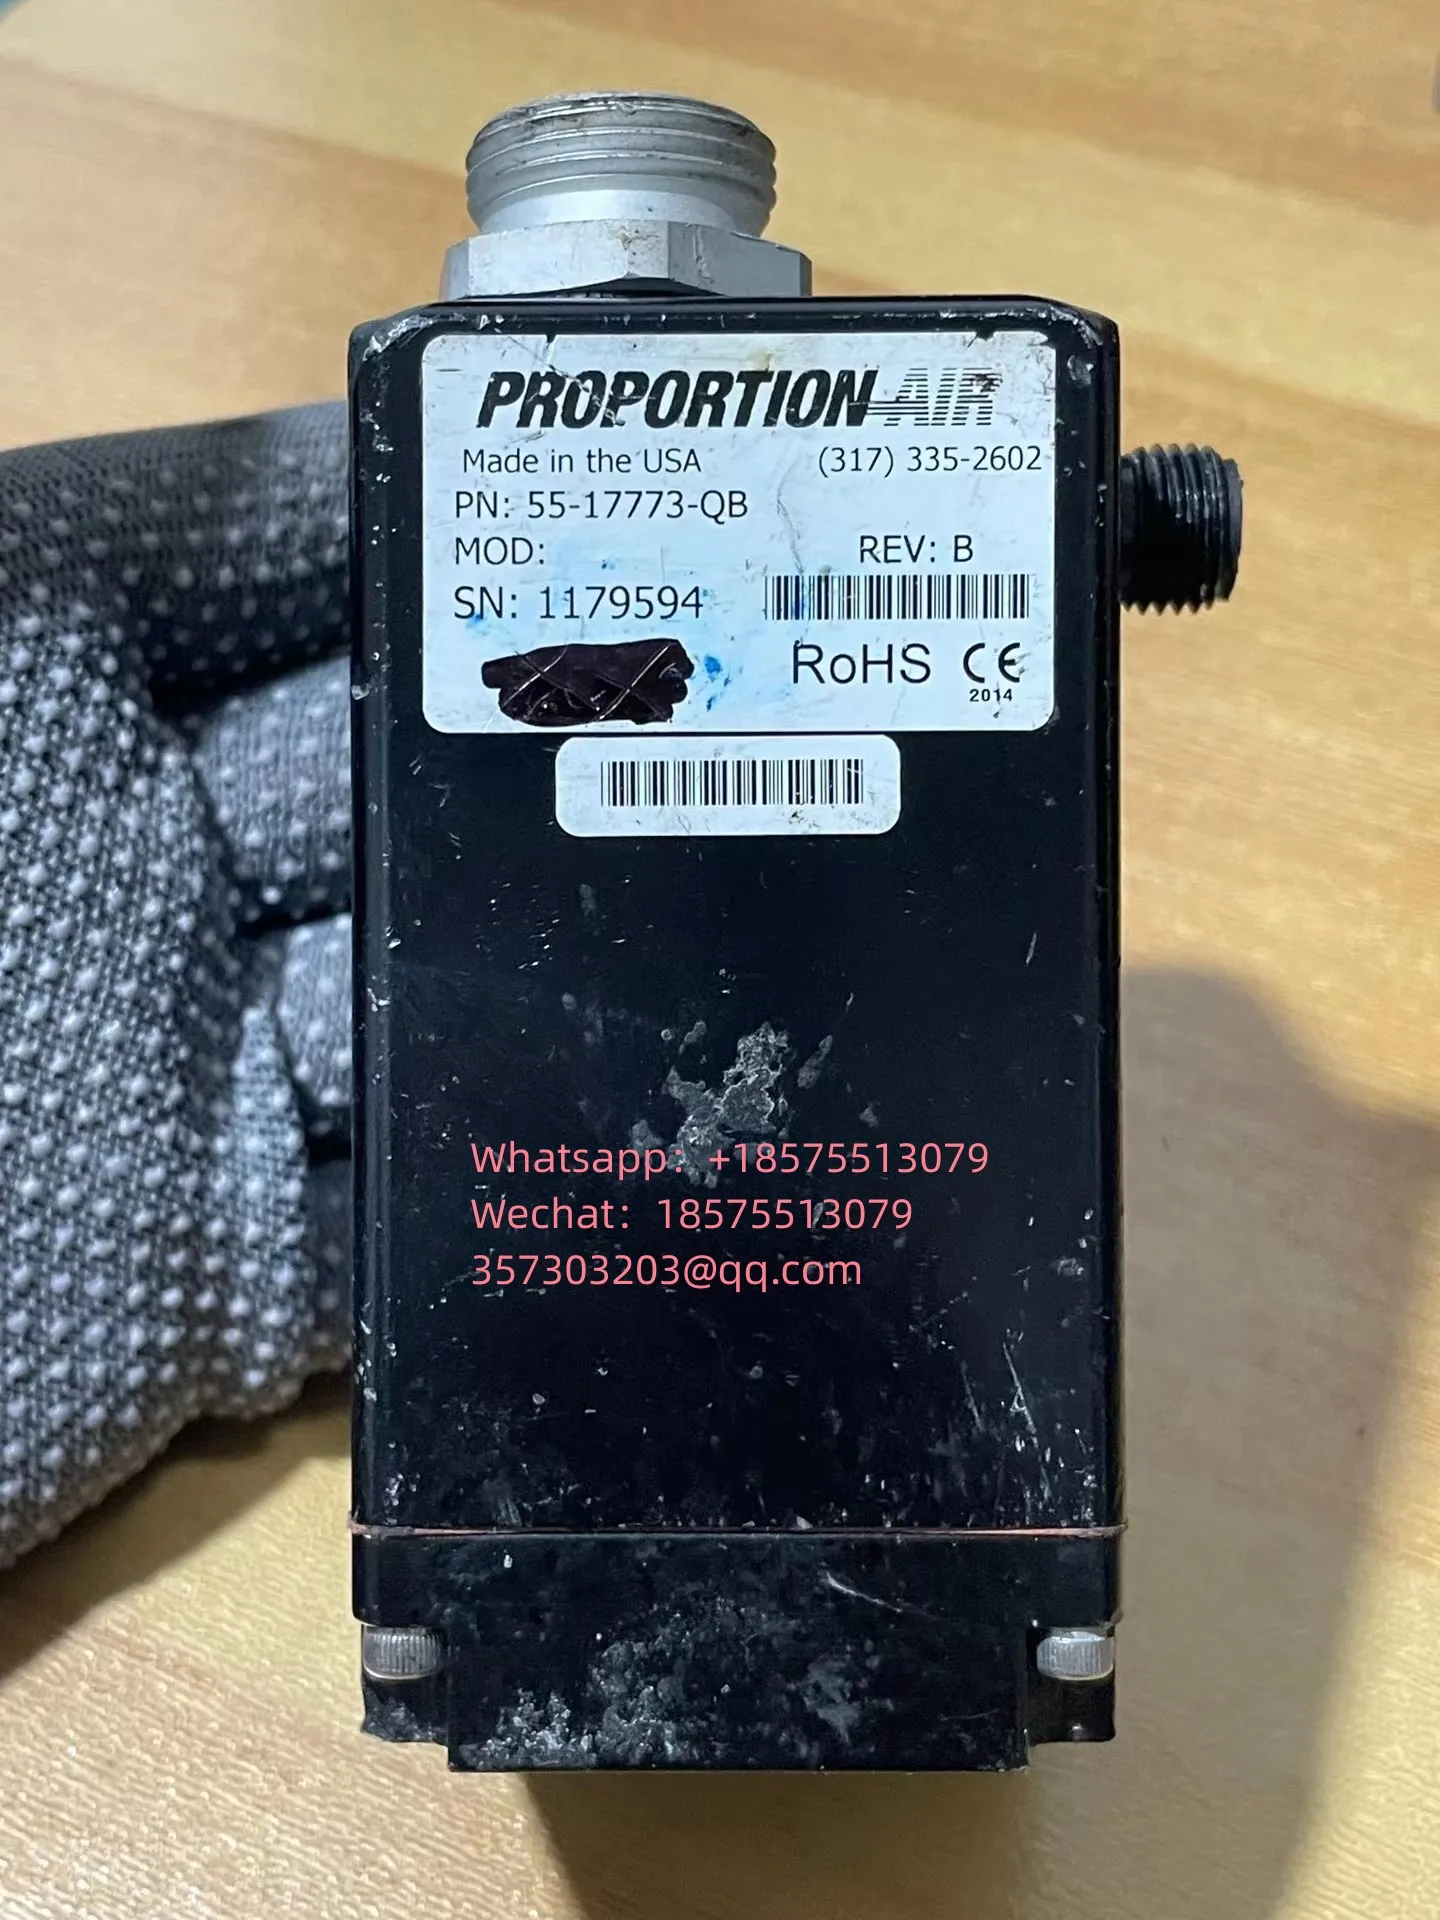 PROPORTION-AIR
Made in the USA (317) 335-2602
PN: 55-17773-QB
MOD: REV: B
SN: 1179594
RoHS CE
2014
Whatsapp： +18575513079
Wechat： 18575513079
357303203@qq.com